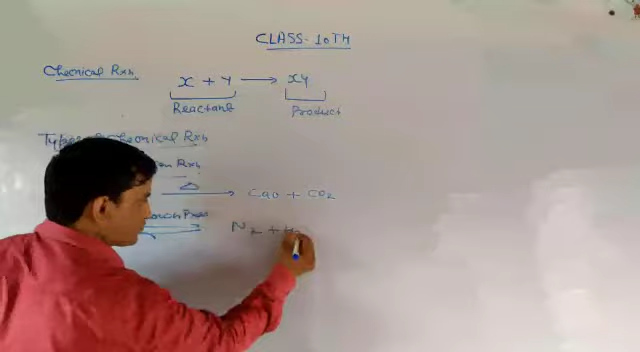 CLASS-10TH
Chemical Rxn
X + Y → XY
Reactant
Product
Types of Chemical Rxn
Rxn
△ → CaO + CO2
N2 + H2